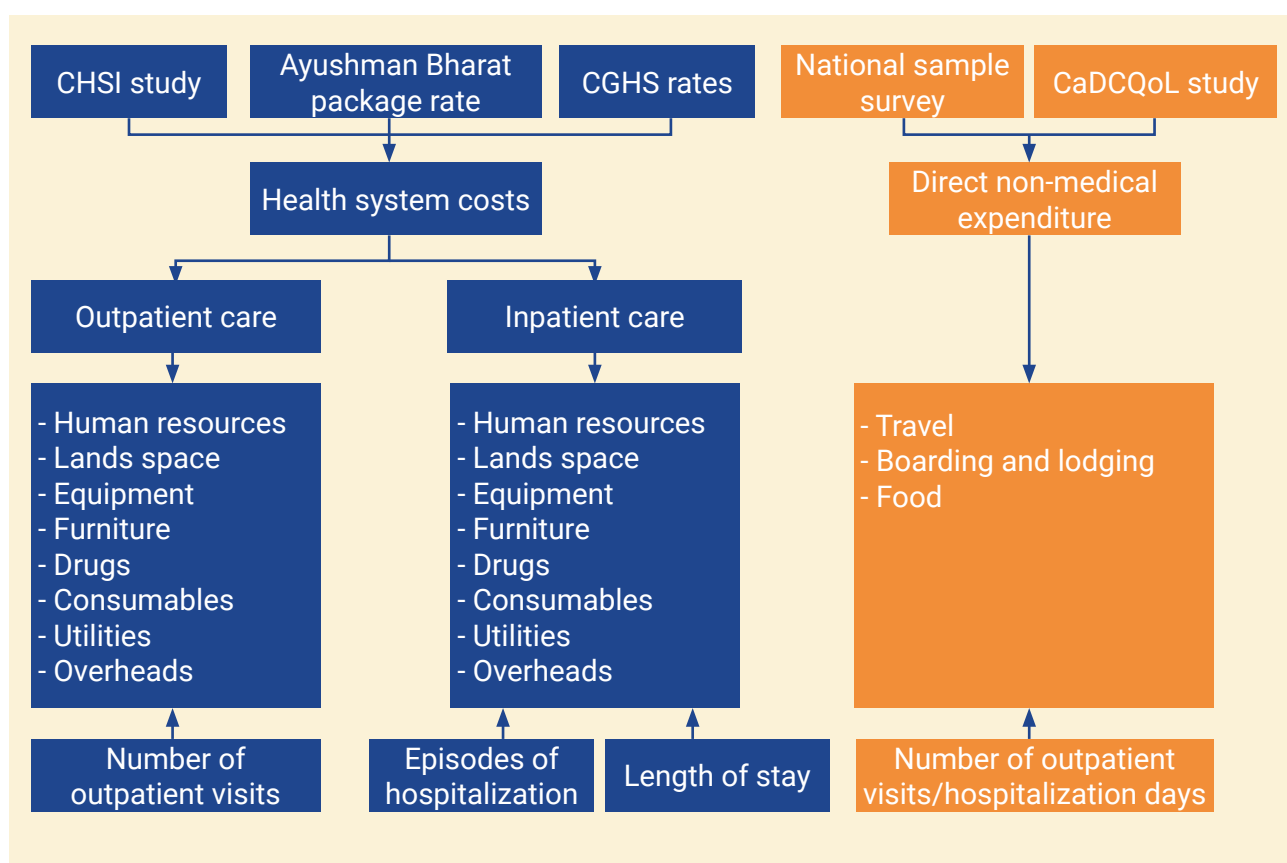 CHSI study
Ayushman Bharat
package rate
CGHS rates
National sample
survey
CaDCQoL study
Health system costs
Direct non-medical
expenditure
Outpatient care
Inpatient care
- Human resources
- Lands space
- Equipment
- Furniture
- Drugs
- Consumables
- Utilities
- Overheads
- Human resources
- Lands space
- Equipment
- Furniture
- Drugs
- Consumables
- Utilities
- Overheads
- Travel
- Boarding and lodging
- Food
Number of
outpatient visits
Episodes of
hospitalization
Length of stay
Number of outpatient
visits/hospitalization days